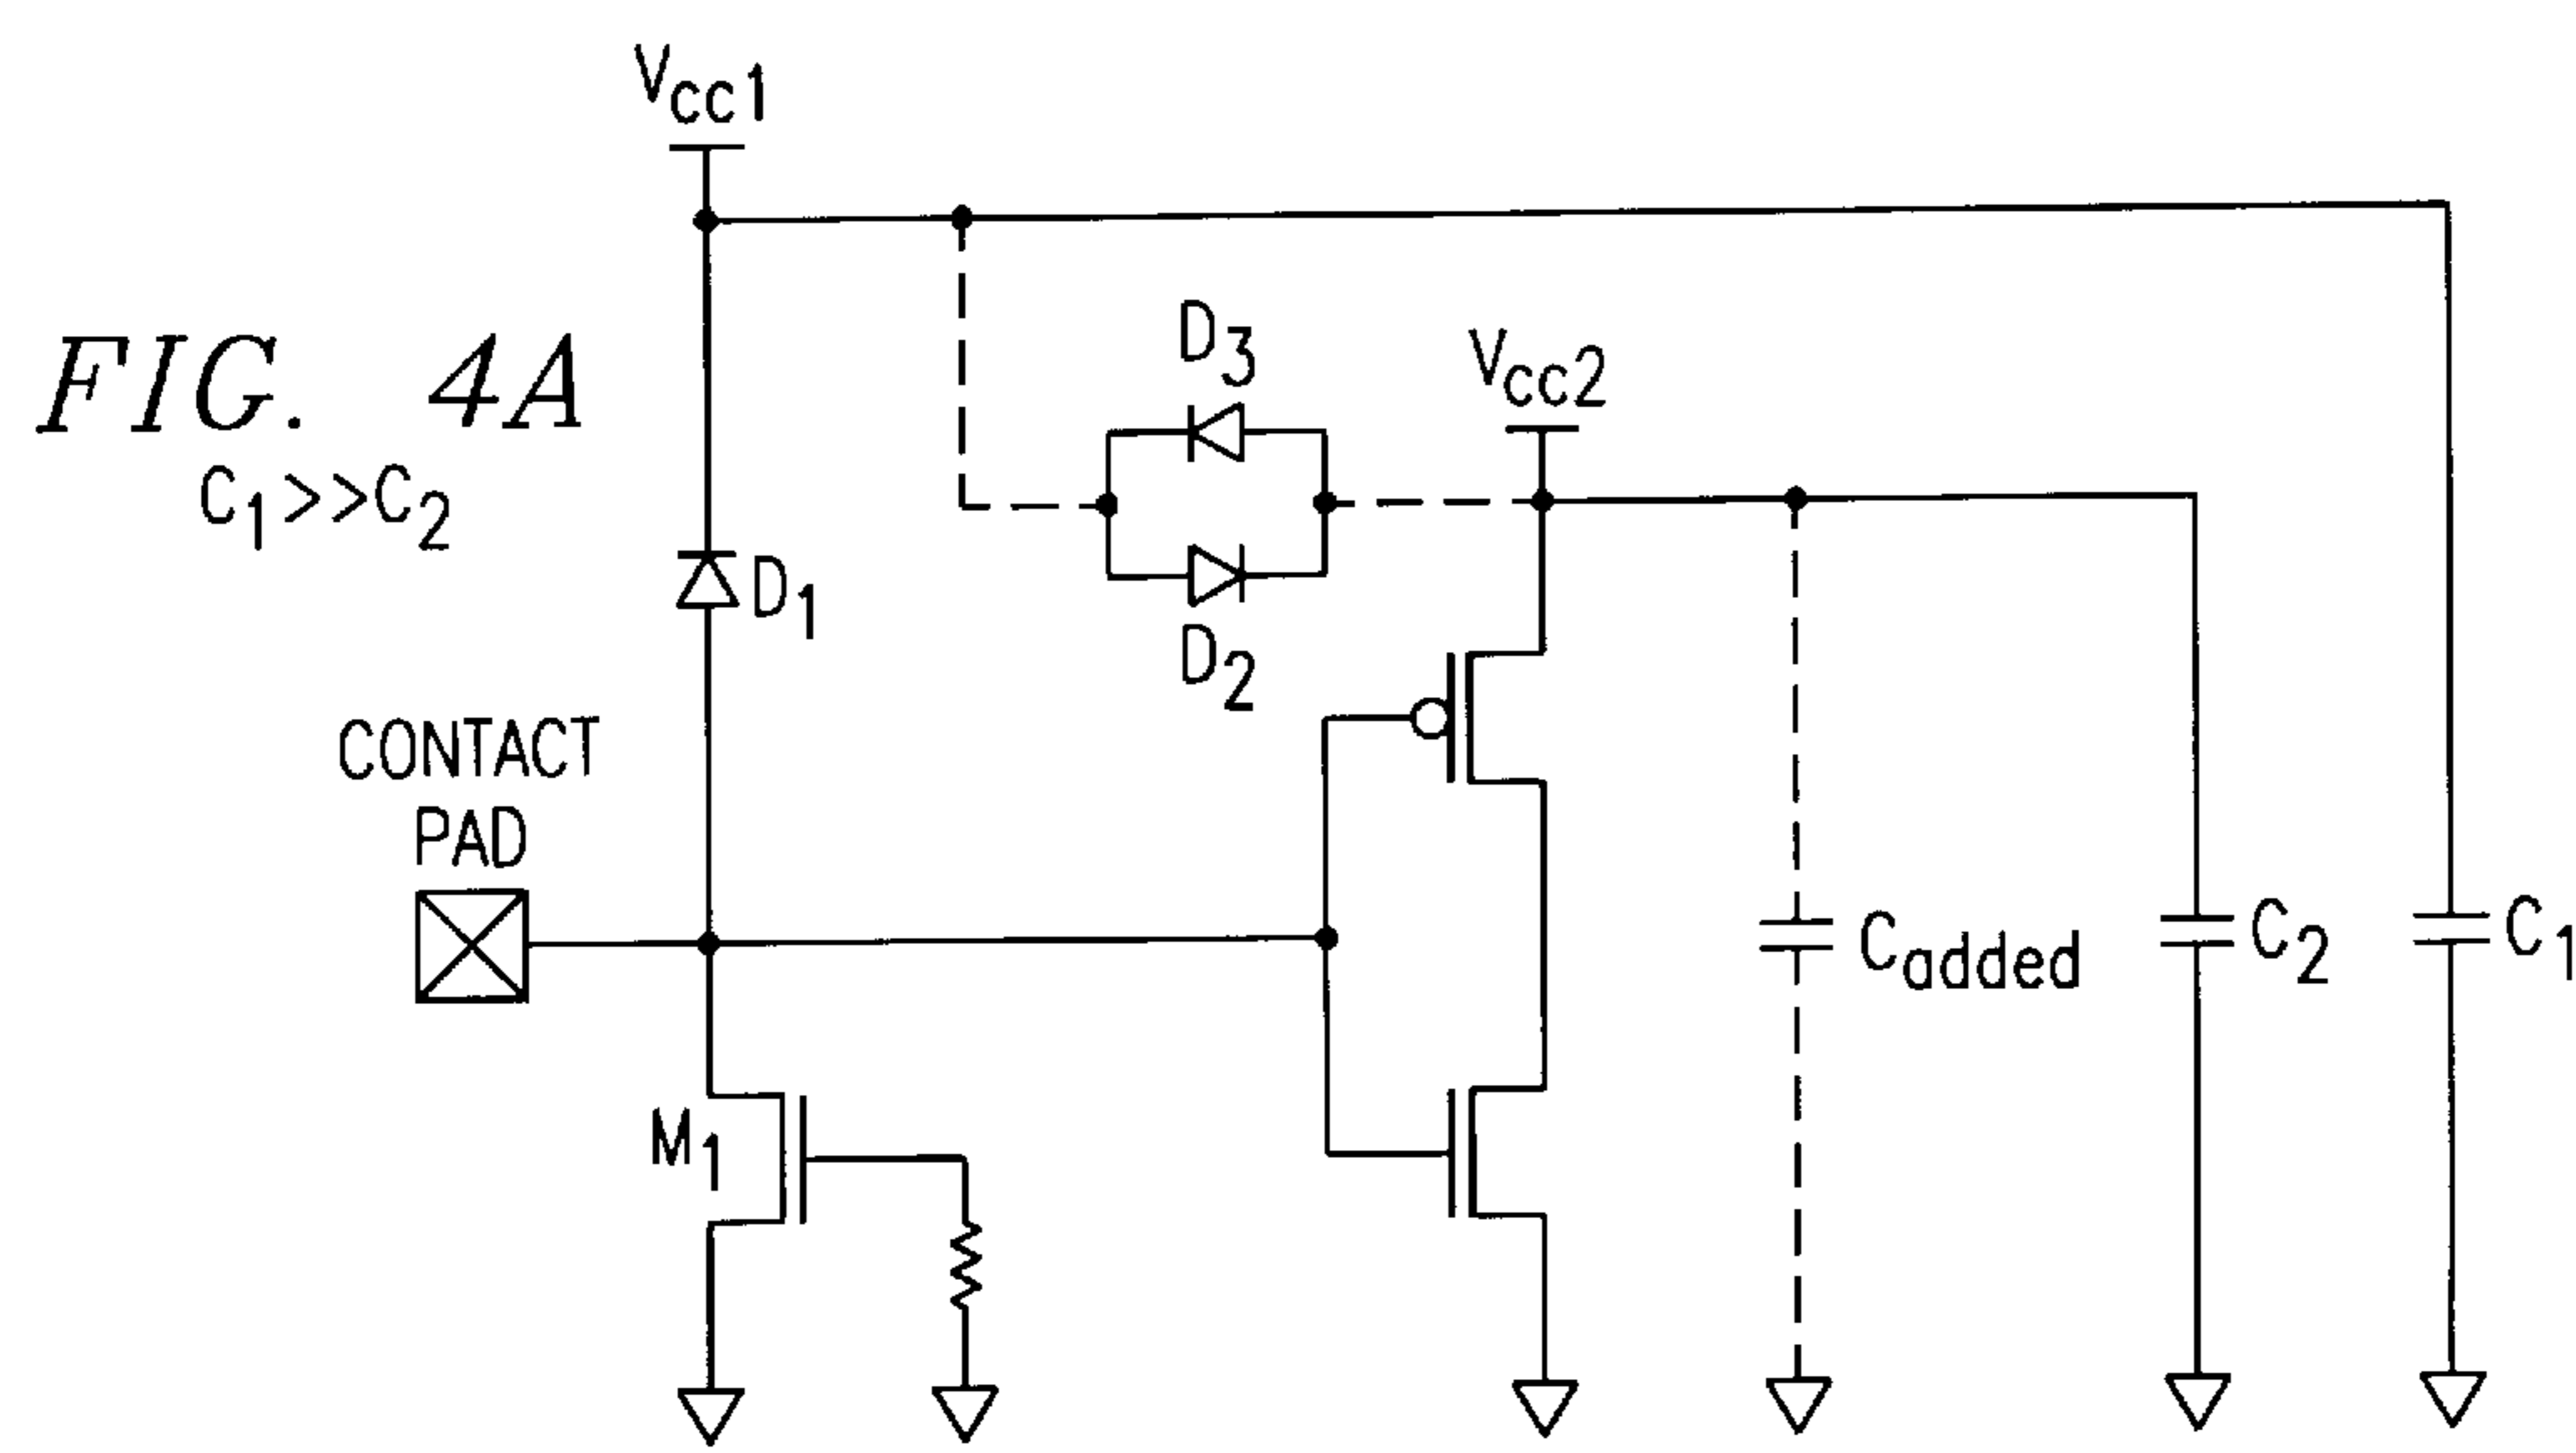 Vcc1
FIG. 4A
C1>>C2
D3
Vcc2
D1
D2
CONTACT
PAD
Cadded
C2
C1
M1